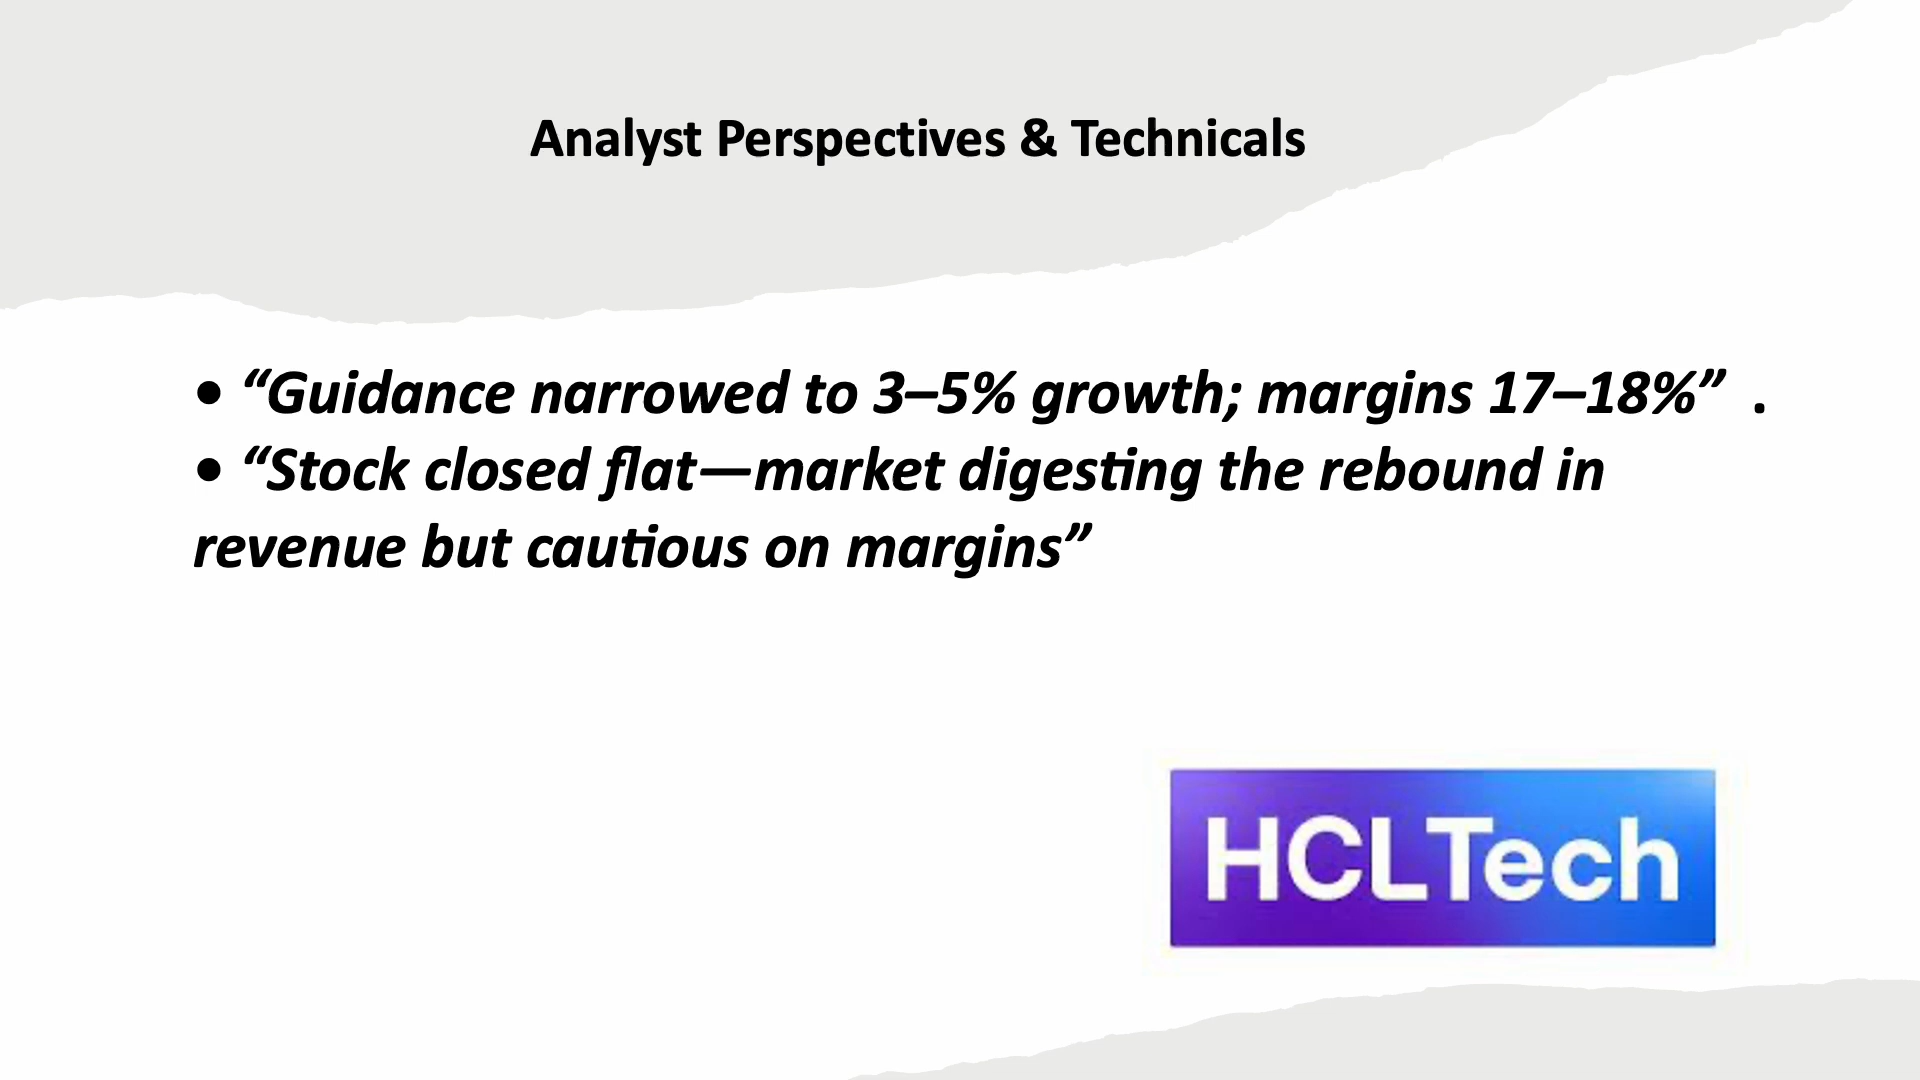 Analyst Perspectives & Technicals
• “Guidance narrowed to 3–5% growth; margins 17–18%” .
• “Stock closed flat—market digesting the rebound in
revenue but cautious on margins”
HCLTech